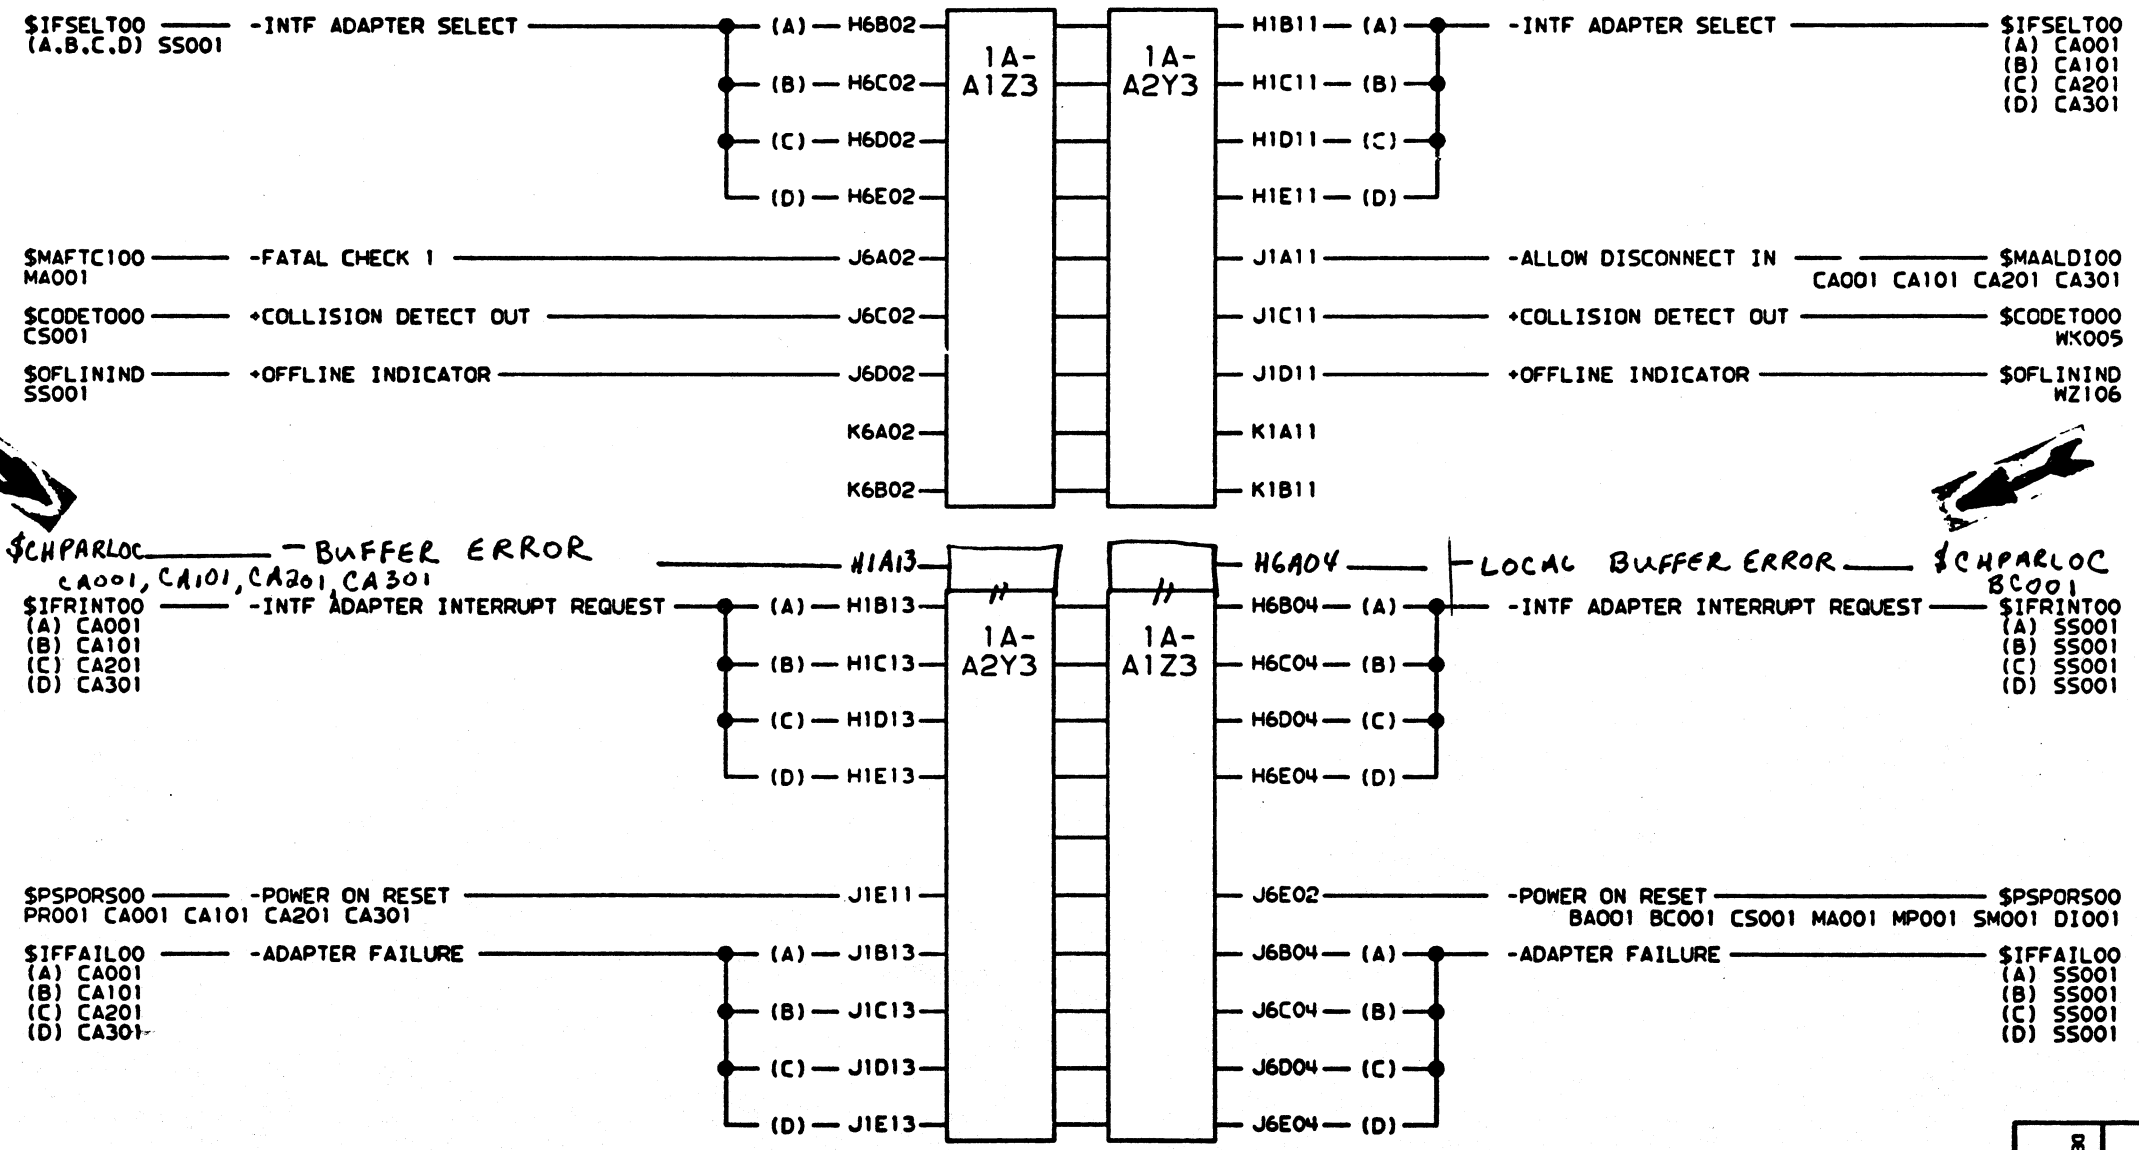 $IFSELT00 -INTF ADAPTER SELECT (A) H6B02 H1B11 (A) -INTF ADAPTER SELECT $IFSELT00
(A.B.C.D) SS001 (A) CA001
1A- 1A- (B) CA101
(B) H6C02 A1Z3 A2Y3 H1C11 (B) (C) CA201
(D) CA301
(C) H6D02 H1D11 (C)
(D) H6E02 H1E11 (D)
$MAFTC100 -FATAL CHECK 1 J6A02 J1A11 -ALLOW DISCONNECT IN $MAALDI00
MA001 CA001 CA101 CA201 CA301
$CODET000 +COLLISION DETECT OUT J6C02 J1C11 +COLLISION DETECT OUT $CODET000
CS001 WK005
$OFLININD +OFFLINE INDICATOR J6D02 J1D11 +OFFLINE INDICATOR $OFLININD
SS001 WZ106
K6A02 K1A11
K6B02 K1B11
$CHPARLOC - BUFFER ERROR H1A13 H6A04 - LOCAL BUFFER ERROR $CHPARLOC
CA001, CA101, CA201, CA301 BC001
$IFRINT00 -INTF ADAPTER INTERRUPT REQUEST (A) H1B13 H6B04 (A) -INTF ADAPTER INTERRUPT REQUEST $IFRINT00
(A) CA001 1A- 1A- (A) SS001
(B) CA101 (B) SS001
(C) CA201 (B) H1C13 A2Y3 A1Z3 H6C04 (B) (C) SS001
(D) CA301 (D) SS001
(C) H1D13 H6D04 (C)
(D) H1E13 H6E04 (D)
$PSPORS00 -POWER ON RESET J1E11 J6E02 -POWER ON RESET $PSPORS00
PR001 CA001 CA101 CA201 CA301 BA001 BC001 CS001 MA001 MP001 SM001 DI001
$IFFAIL00 -ADAPTER FAILURE (A) J1B13 J6B04 (A) -ADAPTER FAILURE $IFFAIL00
(A) CA001 (A) SS001
(B) CA101 (B) SS001
(C) CA201 (B) J1C13 J6C04 (B) (C) SS001
(D) CA301 (D) SS001
(C) J1D13 J6D04 (C)
(D) J1E13 J6E04 (D)